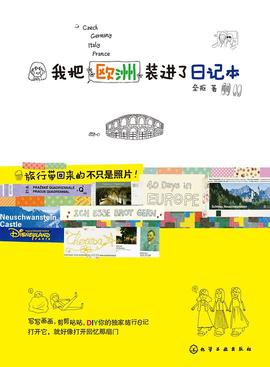 Czech
Germany
Italy
France
我把欧洲装进了日记本
全版 著
旅行带回来的不只是照片！
PRAŽSKÉ QUADRIENNALE
PRAGUE QUADRENNIAL
40 Days in
EUROPE
Neuschwanstein
Castle
DISNEYLAND
PARIS
ICH ESSE BROT GERN.
写写画画，剪剪贴贴，DIY你的独家旅行日记
打开它，就好像打开回忆那扇门
化学工业出版社